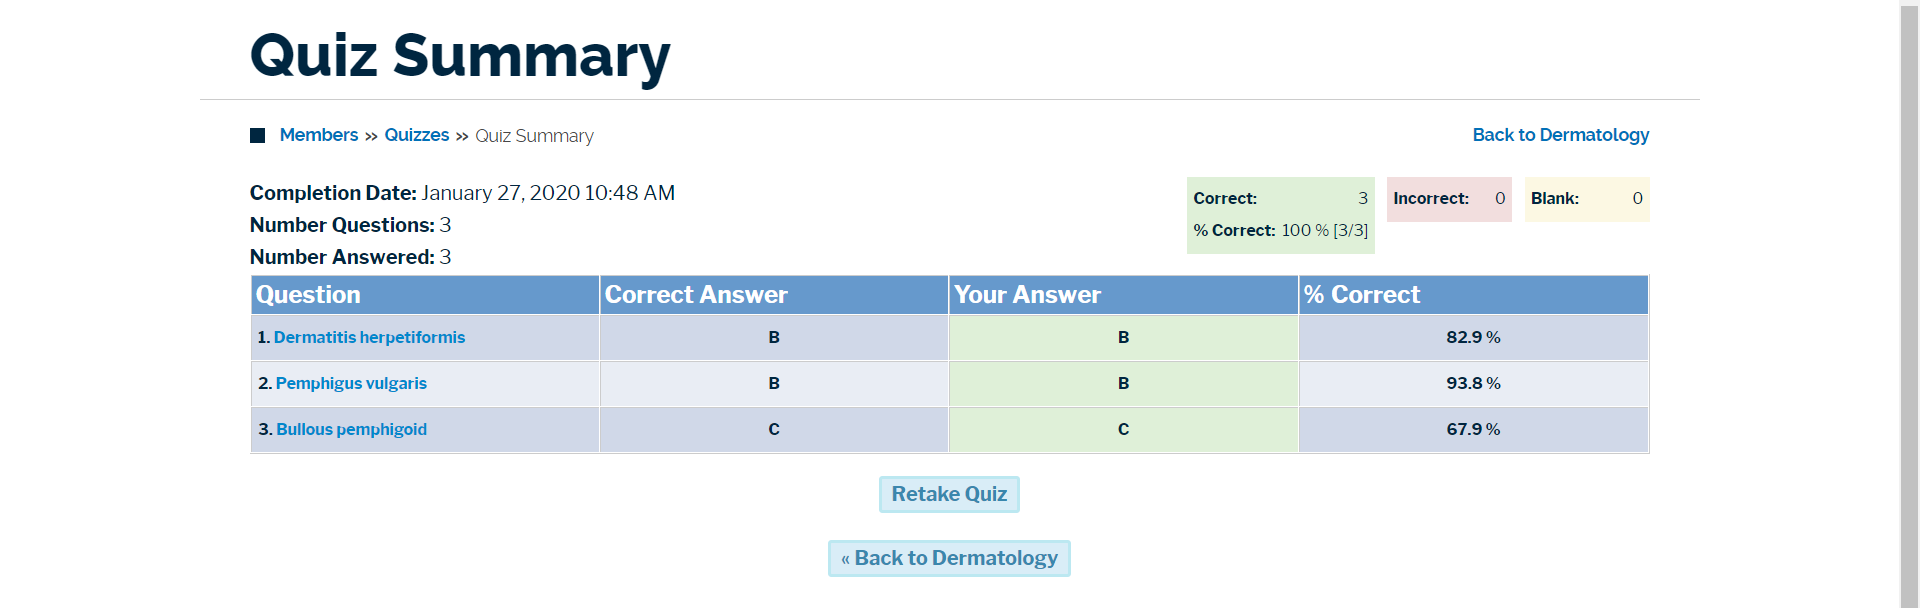 Quiz Summary
Members » Quizzes » Quiz Summary
Back to Dermatology
Completion Date: January 27, 2020 10:48 AM
Number Questions: 3
Number Answered: 3
Correct: 3
% Correct: 100 % [3/3]
Incorrect: 0
Blank: 0
Question Correct Answer Your Answer % Correct
1. Dermatitis herpetiformis B B 82.9 %
2. Pemphigus vulgaris B B 93.8 %
3. Bullous pemphigoid C C 67.9 %
Retake Quiz
« Back to Dermatology